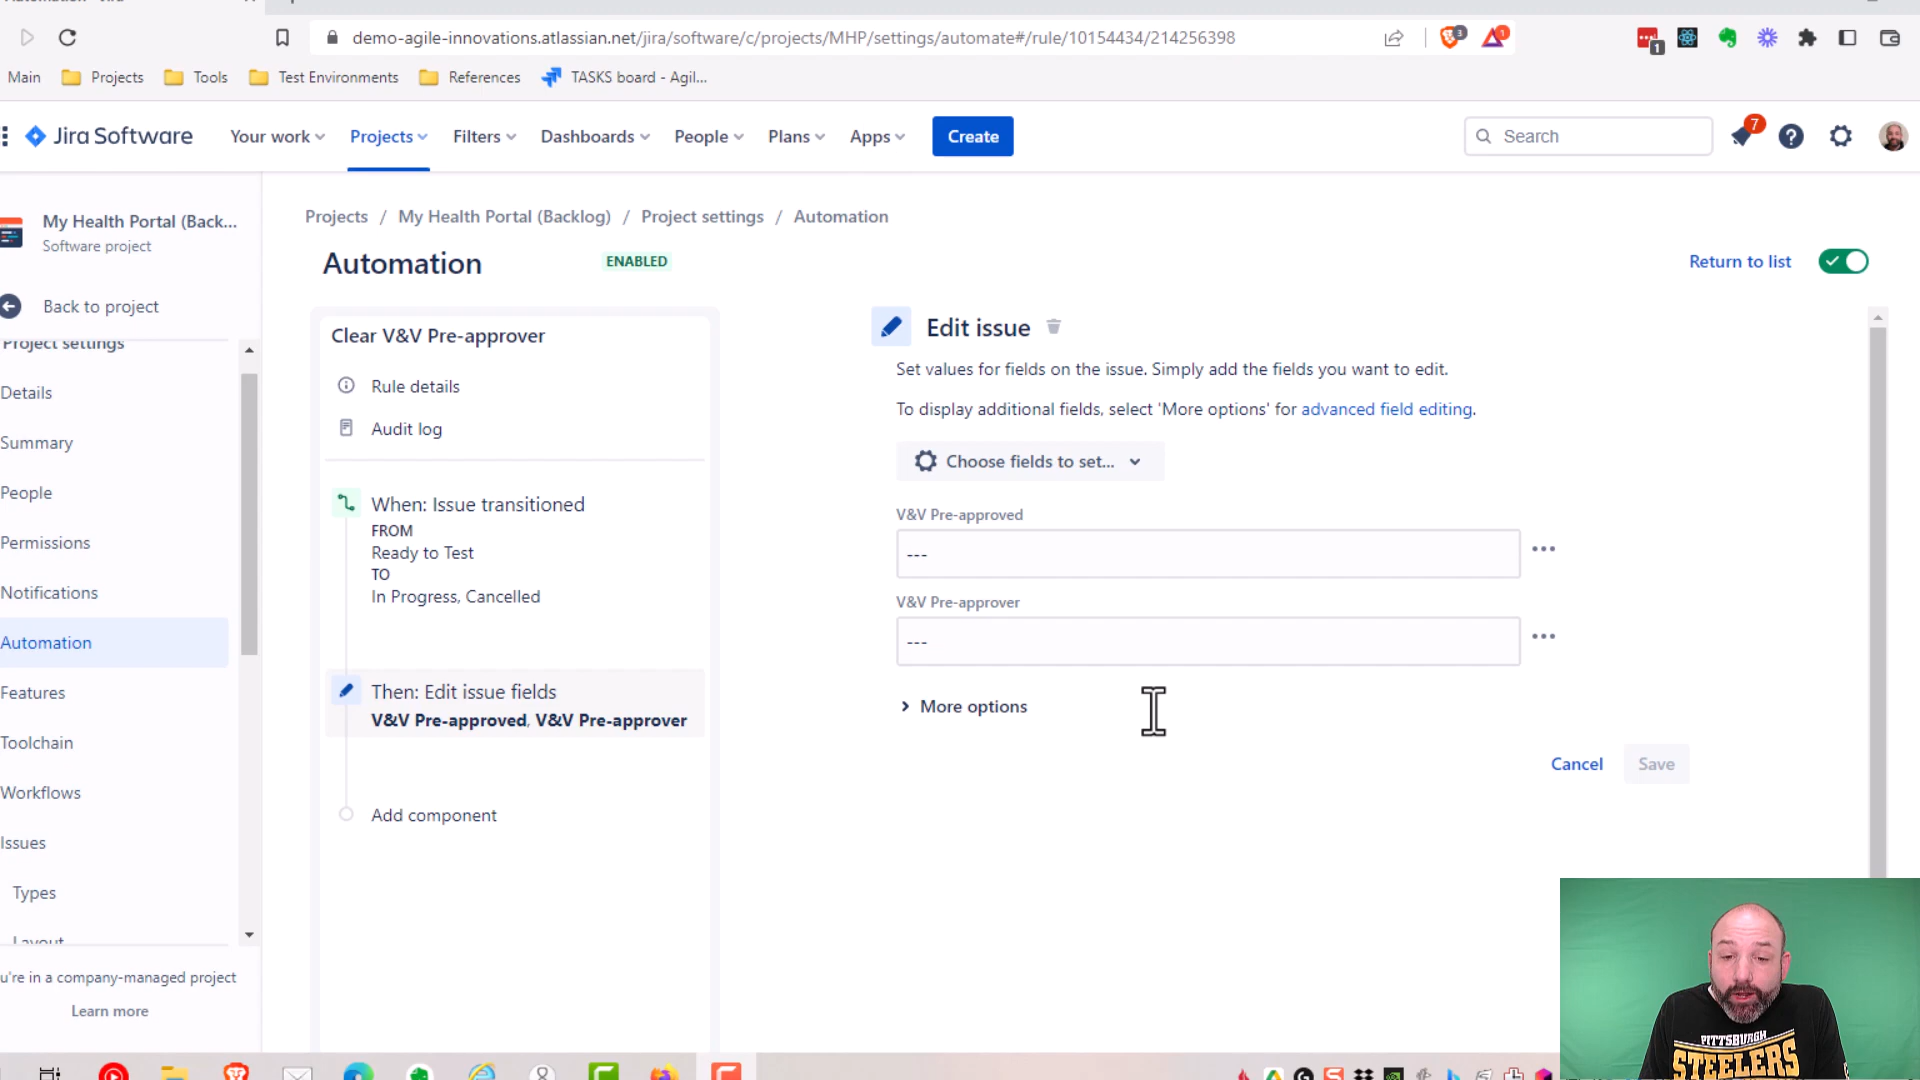 demo-agile-innovations.atlassian.net/jira/software/c/projects/MHP/settings/automate#/rule/10154434/214256398
3
1
1
Main
Projects
Tools
Test Environments
References
TASKS board - Agil...
Jira Software
Your work
Projects
Filters
Dashboards
People
Plans
Apps
Create
Search
7
My Health Portal (Back...
Software project
Back to project
Project settings
Details
Summary
People
Permissions
Notifications
Automation
Features
Toolchain
Workflows
Issues
Types
Layout
u're in a company-managed project
Learn more
Projects / My Health Portal (Backlog) / Project settings / Automation
Automation
ENABLED
Return to list
Clear V&V Pre-approver
Rule details
Audit log
When: Issue transitioned
FROM
Ready to Test
TO
In Progress, Cancelled
Then: Edit issue fields
V&V Pre-approved, V&V Pre-approver
Add component
Edit issue
Set values for fields on the issue. Simply add the fields you want to edit.
To display additional fields, select 'More options' for advanced field editing.
Choose fields to set...
V&V Pre-approved
---
V&V Pre-approver
---
More options
Cancel
Save
PITTSBURGH
STEELERS